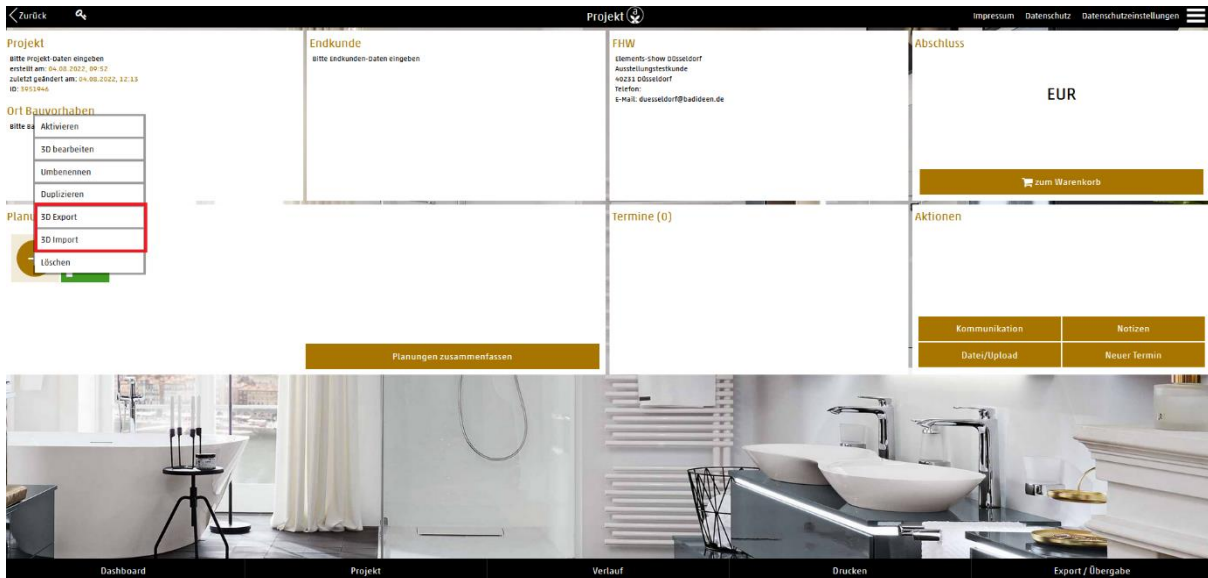 Zurück
Projekt
Impressum Datenschutz Datenschutzeinstellungen
Projekt
Bitte Projekt-Daten eingeben
erstellt am: 04.08.2022, 09:52
zuletzt geändert am: 04.08.2022, 12:13
ID: 3951946
Ort Bauvorhaben
Bitte Ba
Aktivieren
3D bearbeiten
Umbenennen
Duplizieren
3D Export
3D Import
Löschen
Endkunde
Bitte Endkunden-Daten eingeben
FHW
Elements-Show Düsseldorf
Ausstellungstestkunde
40231 Düsseldorf
Telefon:
E-Mail: duesseldorf@badideen.de
Abschluss
EUR
zum Warenkorb
Planu
Planungen zusammenfassen
Termine (0)
Aktionen
Kommunikation
Notizen
Datei/Upload
Neuer Termin
Dashboard
Projekt
Verlauf
Drucken
Export / Übergabe